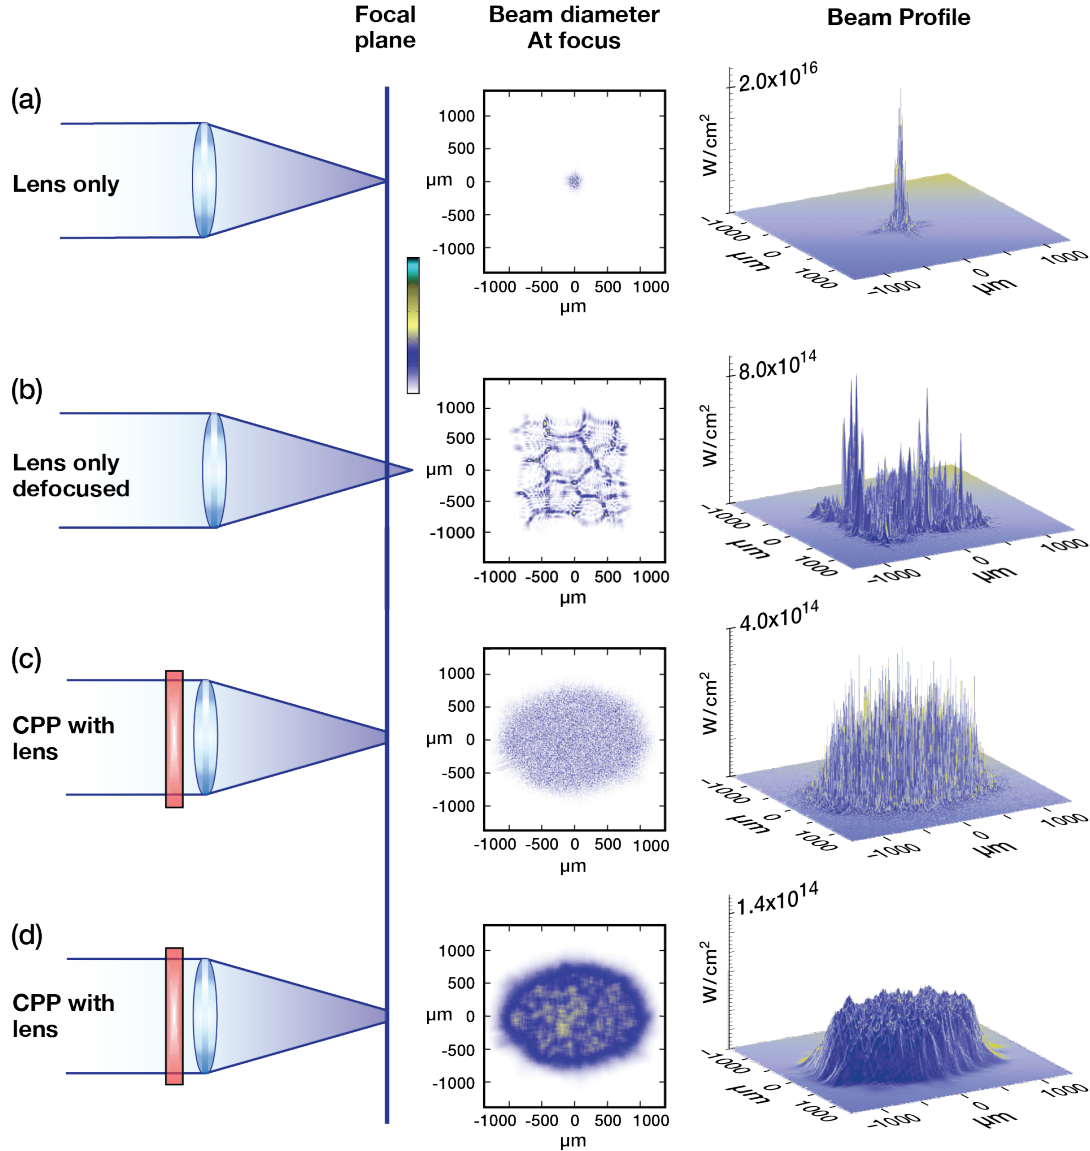 Focal
plane
Beam diameter
At focus
Beam Profile
(a)
Lens only
1000
500
µm 0
-500
-1000
-1000 -500 0 500 1000
µm
2.0x10¹⁶
W/cm²
−1000 0 1000
µm
−1000 0 1000
µm
(b)
Lens only
defocused
1000
500
µm 0
-500
-1000
-1000 -500 0 500 1000
µm
8.0x10¹⁴
W/cm²
−1000 0 1000
µm
−1000 0 1000
µm
(c)
CPP with
lens
1000
500
µm 0
-500
-1000
-1000 -500 0 500 1000
µm
4.0x10¹⁴
W/cm²
−1000 0 1000
µm
−1000 0 1000
µm
(d)
CPP with
lens
1000
500
µm 0
-500
-1000
-1000 -500 0 500 1000
µm
1.4x10¹⁴
W/cm²
−1000 0 1000
µm
−1000 0 1000
µm